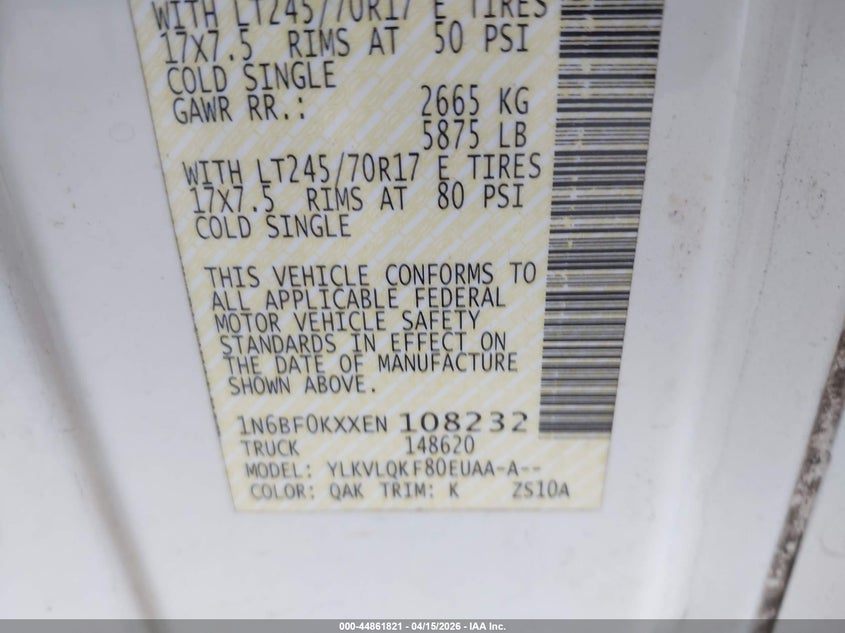 WITH LT245/70R17 E TIRES
17X7.5 RIMS AT 50 PSI
COLD SINGLE
GAWR RR.: 2665 KG
5875 LB
WITH LT245/70R17 E TIRES
17X7.5 RIMS AT 80 PSI
COLD SINGLE
THIS VEHICLE CONFORMS TO
ALL APPLICABLE FEDERAL
MOTOR VEHICLE SAFETY
STANDARDS IN EFFECT ON
THE DATE OF MANUFACTURE
SHOWN ABOVE.
1N6BF0KXXEN 108232
TRUCK 148620
MODEL: YLKVLQKF80EUAA-A--
COLOR: QAK TRIM: K ZS10A
000-44861821 - 04/15/2026 - IAA Inc.